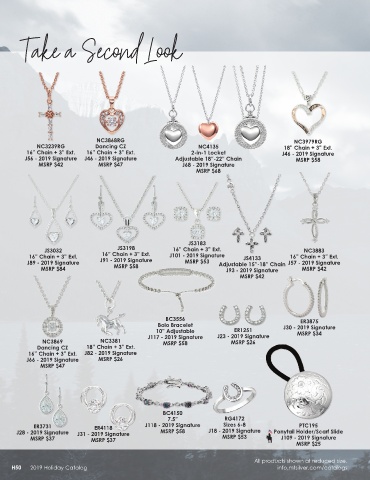 Take a Second Look
NC3239RG
16" Chain + 3" Ext.
J56 - 2019 Signature
MSRP $42
NC3868RG
Dancing CZ
16" Chain + 3" Ext.
J46 - 2019 Signature
MSRP $47
NC4135
2-in-1 Locket
Adjustable 18"-22" Chain
J68 - 2019 Signature
MSRP $68
NC3979RG
18" Chain + 3" Ext.
J46 - 2019 Signature
MSRP $58
JS3032
16" Chain + 3" Ext.
J89 - 2019 Signature
MSRP $84
JS3198
16" Chain + 3" Ext.
J91 - 2019 Signature
MSRP $58
JS3183
16" Chain + 3" Ext.
J101 - 2019 Signature
MSRP $53
JS4133
Adjustable 15"-18" Chain
J93 - 2019 Signature
MSRP $42
NC3883
16" Chain + 3" Ext.
J57 - 2019 Signature
MSRP $42
NC3869
Dancing CZ
16" Chain + 3" Ext.
J66 - 2019 Signature
MSRP $47
NC3381
18" Chain + 3" Ext.
J82 - 2019 Signature
MSRP $26
BC3556
Bolo Bracelet
10" Adjustable
J117 - 2019 Signature
MSRP $58
ER1251
J23 - 2019 Signature
MSRP $26
ER3875
J30 - 2019 Signature
MSRP $34
ER3731
J28 - 2019 Signature
MSRP $37
ER4118
J31 - 2019 Signature
MSRP $37
BC4150
7.5"
J118 - 2019 Signature
MSRP $58
RG4172
Sizes 6-8
J16 - 2019 Signature
MSRP $53
PTC195
Ponytail Holder/Scarf Slide
J109 - 2019 Signature
MSRP $25
H50 2019 Holiday Catalog
All products shown at reduced size.
info.mtsilver.com/catalogs